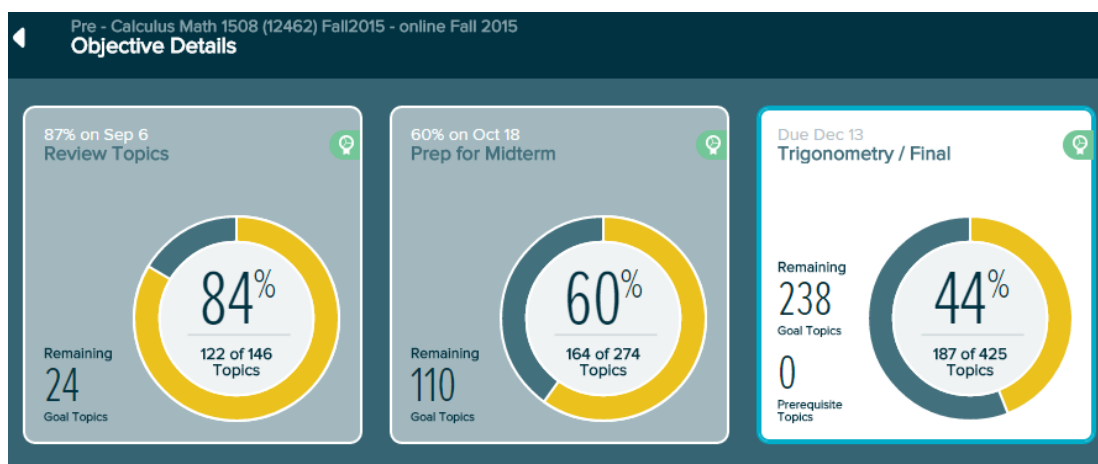 Pre - Calculus Math 1508 (12462) Fall2015 - online Fall 2015
Objective Details
87% on Sep 6
Review Topics
84%
122 of 146
Topics
Remaining
24
Goal Topics
60% on Oct 18
Prep for Midterm
60%
164 of 274
Topics
Remaining
110
Goal Topics
Due Dec 13
Trigonometry / Final
Remaining
238
Goal Topics
0
Prerequisite
Topics
44%
187 of 425
Topics